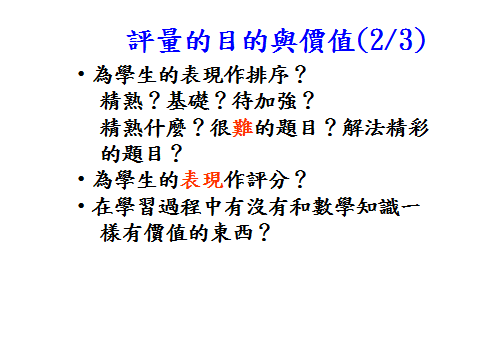 評量的目的與價值(2/3)
•為學生的表現作排序？
精熟？基礎？待加強？
精熟什麼？很難的題目？解法精彩
的題目？
•為學生的表現作評分？
•在學習過程中有沒有和數學知識一
樣有價值的東西？